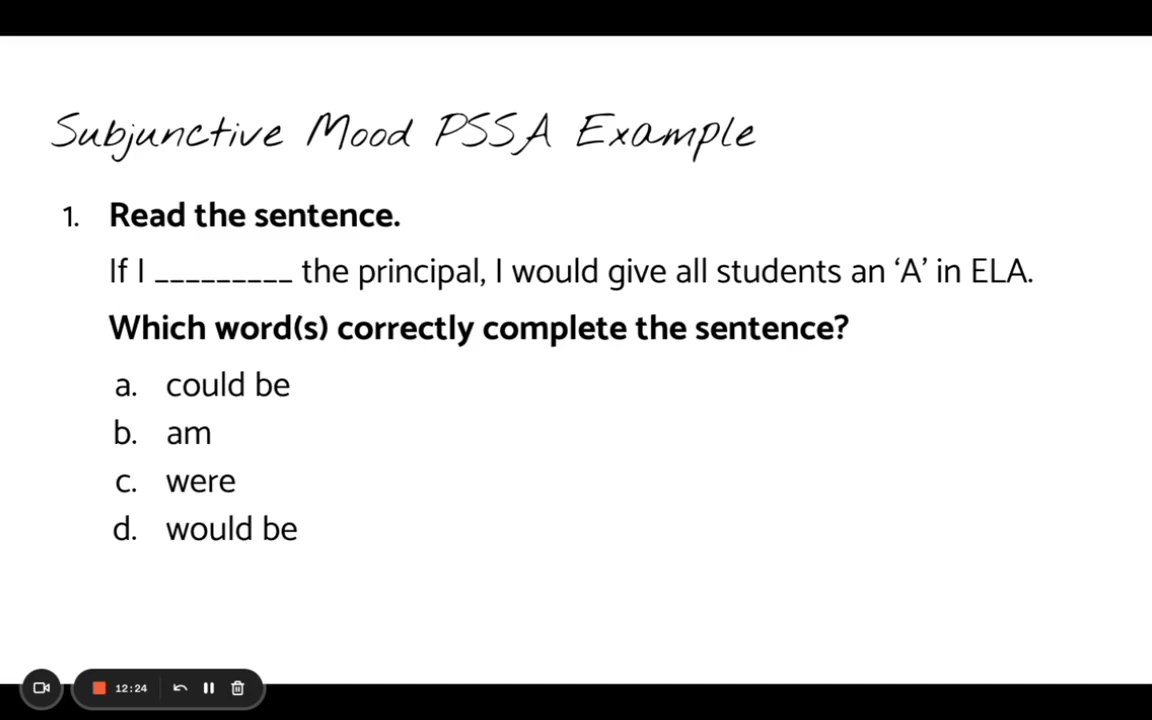 Subjunctive Mood PSSA Example
1. Read the sentence.
If I _________ the principal, I would give all students an ‘A’ in ELA.
Which word(s) correctly complete the sentence?
a. could be
b. am
c. were
d. would be
12:24